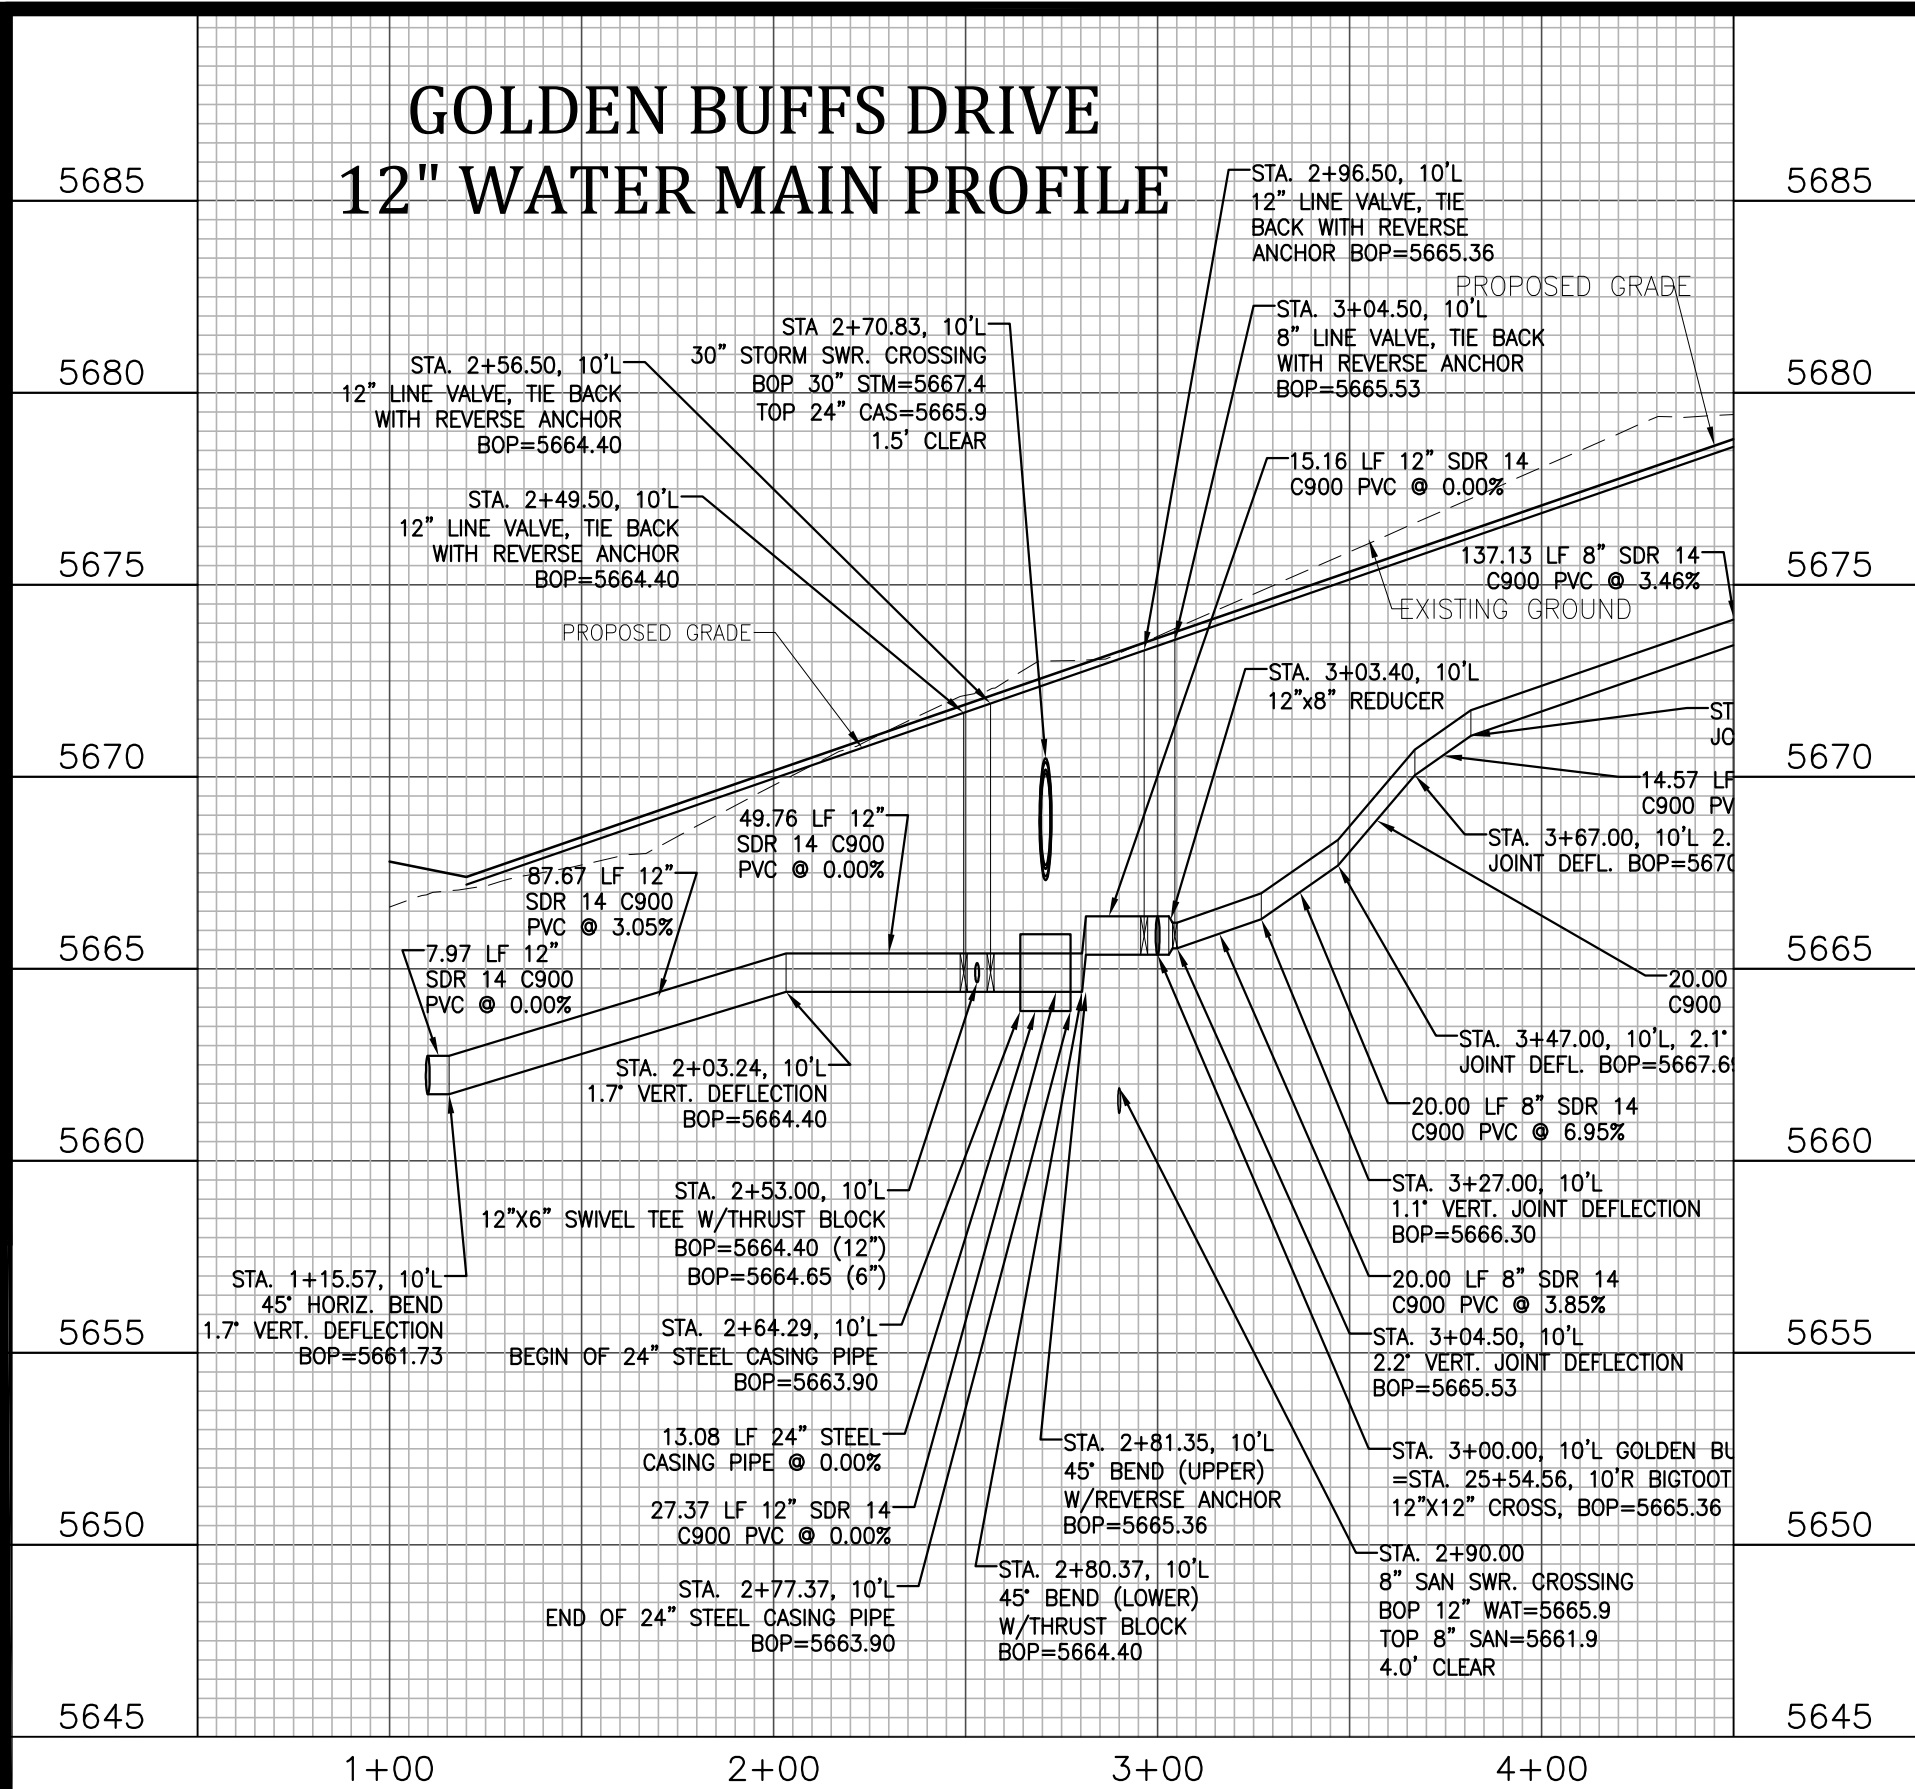 GOLDEN BUFFS DRIVE
12" WATER MAIN PROFILE
5685
5680
5675
5670
5665
5660
5655
5650
5645
5685
5680
5675
5670
5665
5660
5655
5650
5645
STA. 2+96.50, 10'L
12" LINE VALVE, TIE
BACK WITH REVERSE
ANCHOR BOP=5665.36
PROPOSED GRADE
STA. 3+04.50, 10'L
8" LINE VALVE, TIE BACK
WITH REVERSE ANCHOR
BOP=5665.53
STA 2+70.83, 10'L
30" STORM SWR. CROSSING
BOP 30" STM=5667.4
TOP 24" CAS=5665.9
1.5' CLEAR
STA. 2+56.50, 10'L
12" LINE VALVE, TIE BACK
WITH REVERSE ANCHOR
BOP=5664.40
STA. 2+49.50, 10'L
12" LINE VALVE, TIE BACK
WITH REVERSE ANCHOR
BOP=5664.40
15.16 LF 12" SDR 14
C900 PVC @ 0.00%
137.13 LF 8" SDR 14
C900 PVC @ 3.46%
EXISTING GROUND
PROPOSED GRADE
STA. 3+03.40, 10'L
12"x8" REDUCER
ST
JO
14.57 LF
C900 PV
STA. 3+67.00, 10'L 2.
JOINT DEFL. BOP=5670
49.76 LF 12"
SDR 14 C900
PVC @ 0.00%
87.67 LF 12"
SDR 14 C900
PVC @ 3.05%
7.97 LF 12"
SDR 14 C900
PVC @ 0.00%
20.00
C900
STA. 3+47.00, 10'L, 2.1°
JOINT DEFL. BOP=5667.6
STA. 2+03.24, 10'L
1.7° VERT. DEFLECTION
BOP=5664.40
20.00 LF 8" SDR 14
C900 PVC @ 6.95%
STA. 2+53.00, 10'L
12"X6" SWIVEL TEE W/THRUST BLOCK
BOP=5664.40 (12")
BOP=5664.65 (6")
STA. 3+27.00, 10'L
1.1° VERT. JOINT DEFLECTION
BOP=5666.30
STA. 1+15.57, 10'L
45° HORIZ. BEND
1.7° VERT. DEFLECTION
BOP=5661.73
20.00 LF 8" SDR 14
C900 PVC @ 3.85%
STA. 2+64.29, 10'L
BEGIN OF 24" STEEL CASING PIPE
BOP=5663.90
STA. 3+04.50, 10'L
2.2° VERT. JOINT DEFLECTION
BOP=5665.53
13.08 LF 24" STEEL
CASING PIPE @ 0.00%
STA. 2+81.35, 10'L
45° BEND (UPPER)
W/REVERSE ANCHOR
BOP=5665.36
STA. 3+00.00, 10'L GOLDEN BU
=STA. 25+54.56, 10'R BIGTOOT
12"X12" CROSS, BOP=5665.36
27.37 LF 12" SDR 14
C900 PVC @ 0.00%
STA. 2+77.37, 10'L
END OF 24" STEEL CASING PIPE
BOP=5663.90
STA. 2+80.37, 10'L
45° BEND (LOWER)
W/THRUST BLOCK
BOP=5664.40
STA. 2+90.00
8" SAN SWR. CROSSING
BOP 12" WAT=5665.9
TOP 8" SAN=5661.9
4.0' CLEAR
1+00
2+00
3+00
4+00